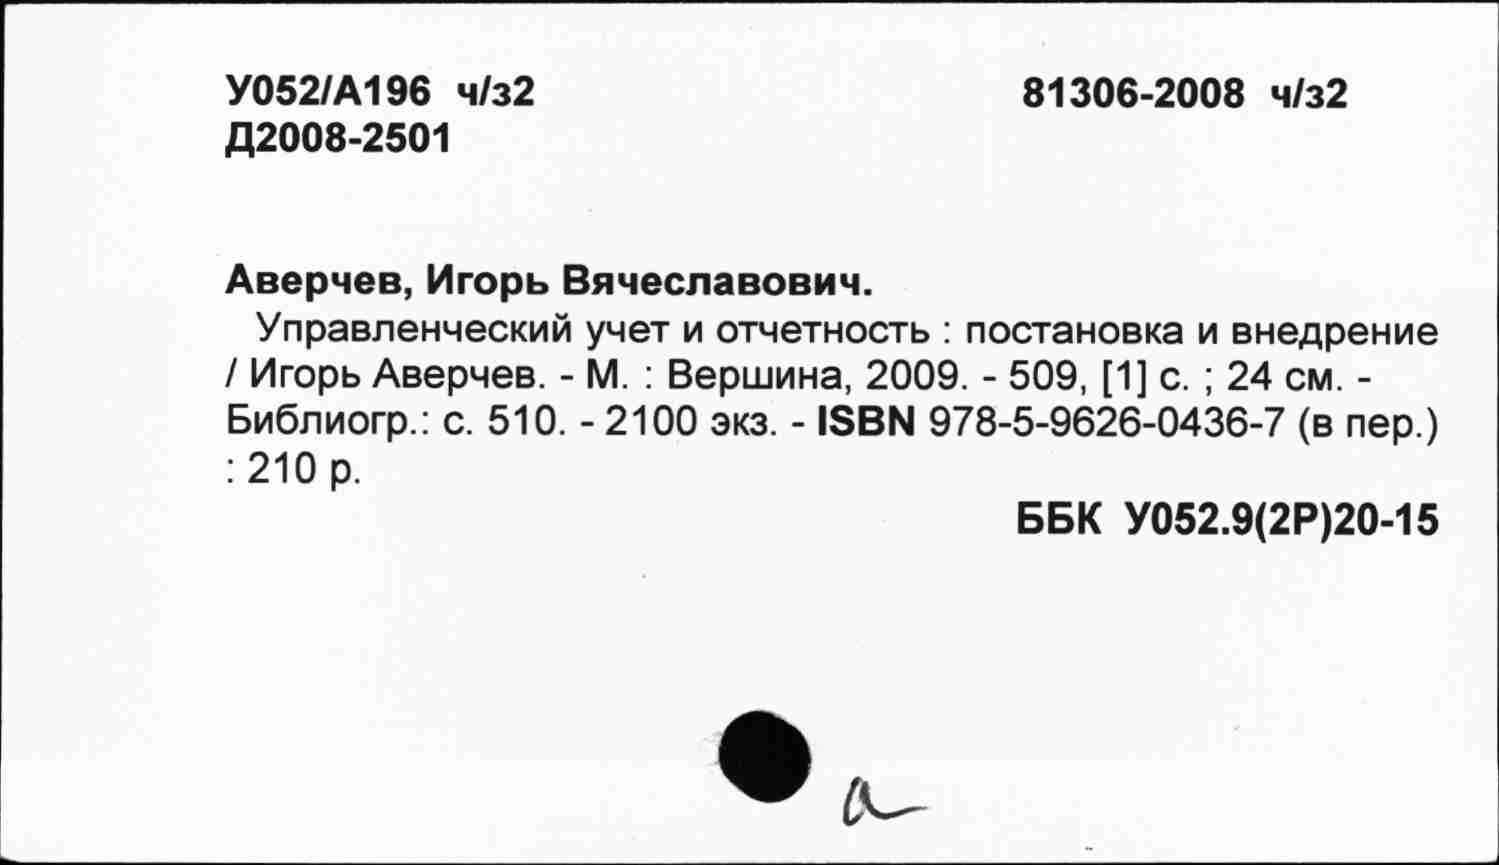 У052/А196 ч/з2
81306-2008 ч/з2
Д2008-2501
Аверчев, Игорь Вячеславович.
Управленческий учет и отчетность : постановка и внедрение
/ Игорь Аверчев. - М. : Вершина, 2009. - 509, [1] с. ; 24 см. -
Библиогр.: с. 510. - 2100 экз. - ISBN 978-5-9626-0436-7 (в пер.)
: 210 р.
ББК У052.9(2Р)20-15
а